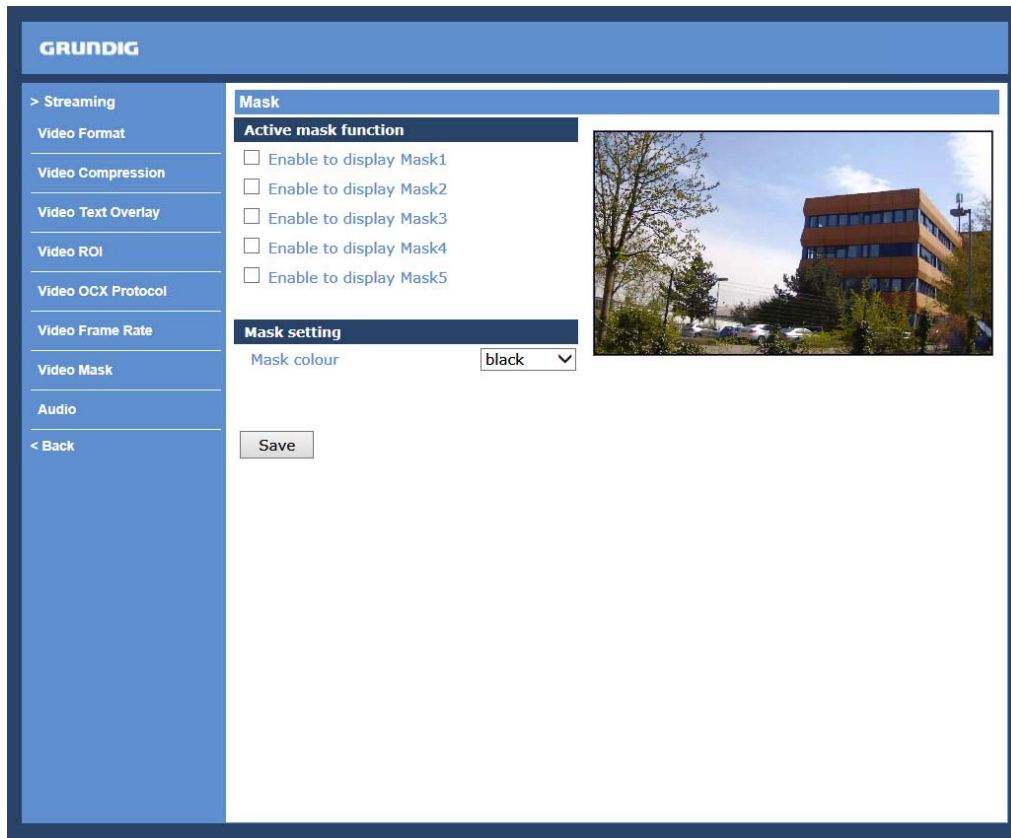 GRUNDIG
> Streaming
Video Format
Video Compression
Video Text Overlay
Video ROI
Video OCX Protocol
Video Frame Rate
Video Mask
Audio
< Back
Mask
Active mask function
Enable to display Mask1
Enable to display Mask2
Enable to display Mask3
Enable to display Mask4
Enable to display Mask5
Mask setting
Mask colour black
Save